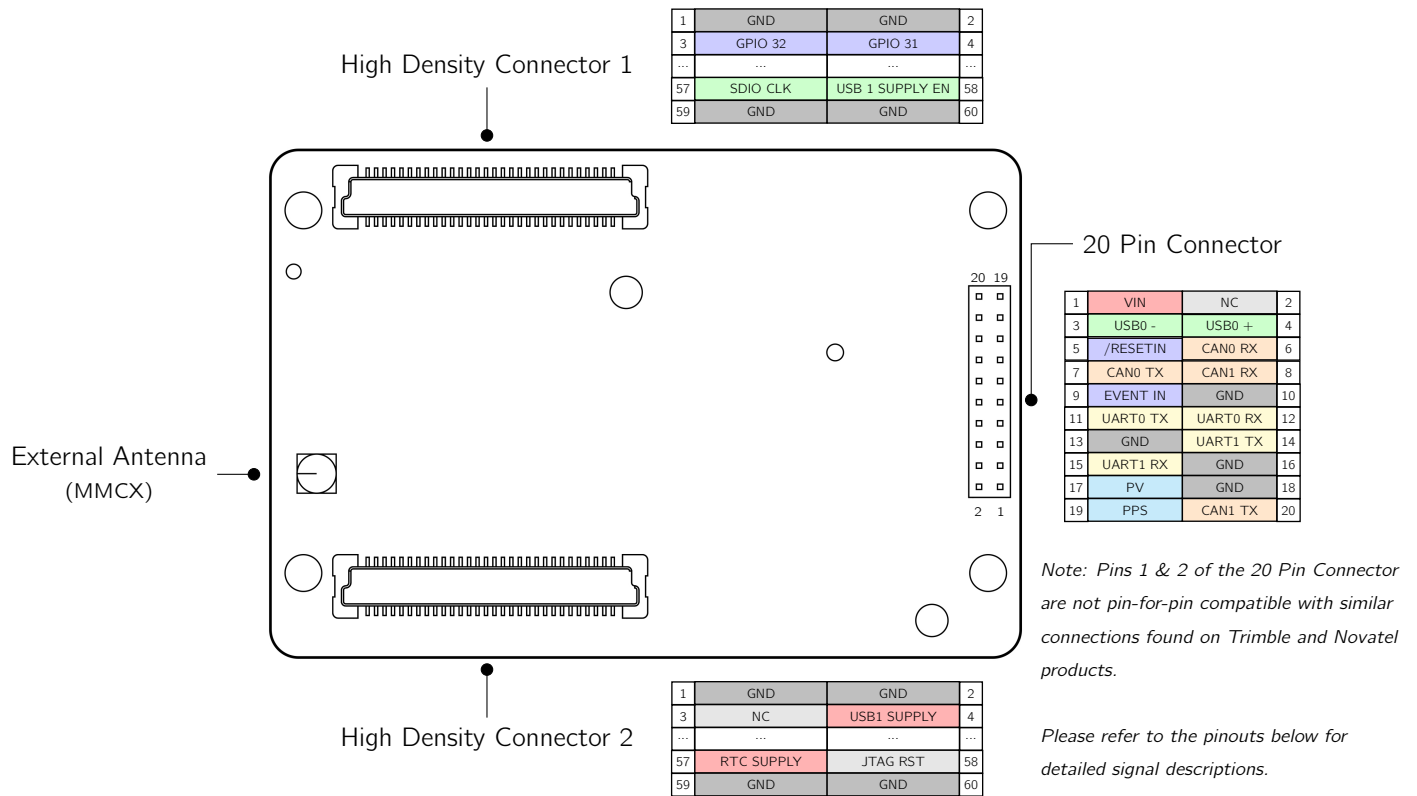 1 GND GND 2
3 GPIO 32 GPIO 31 4
... ... ... ...
57 SDIO CLK USB 1 SUPPLY EN 58
59 GND GND 60
High Density Connector 1
20 Pin Connector
20 19
2 1
1 VIN NC 2
3 USB0 - USB0 + 4
5 /RESETIN CAN0 RX 6
7 CAN0 TX CAN1 RX 8
9 EVENT IN GND 10
11 UART0 TX UART0 RX 12
13 GND UART1 TX 14
15 UART1 RX GND 16
17 PV GND 18
19 PPS CAN1 TX 20
External Antenna
(MMCX)
Note: Pins 1 & 2 of the 20 Pin Connector
are not pin-for-pin compatible with similar
connections found on Trimble and Novatel
products.
Please refer to the pinouts below for
detailed signal descriptions.
High Density Connector 2
1 GND GND 2
3 NC USB1 SUPPLY 4
... ... ... ...
57 RTC SUPPLY JTAG RST 58
59 GND GND 60